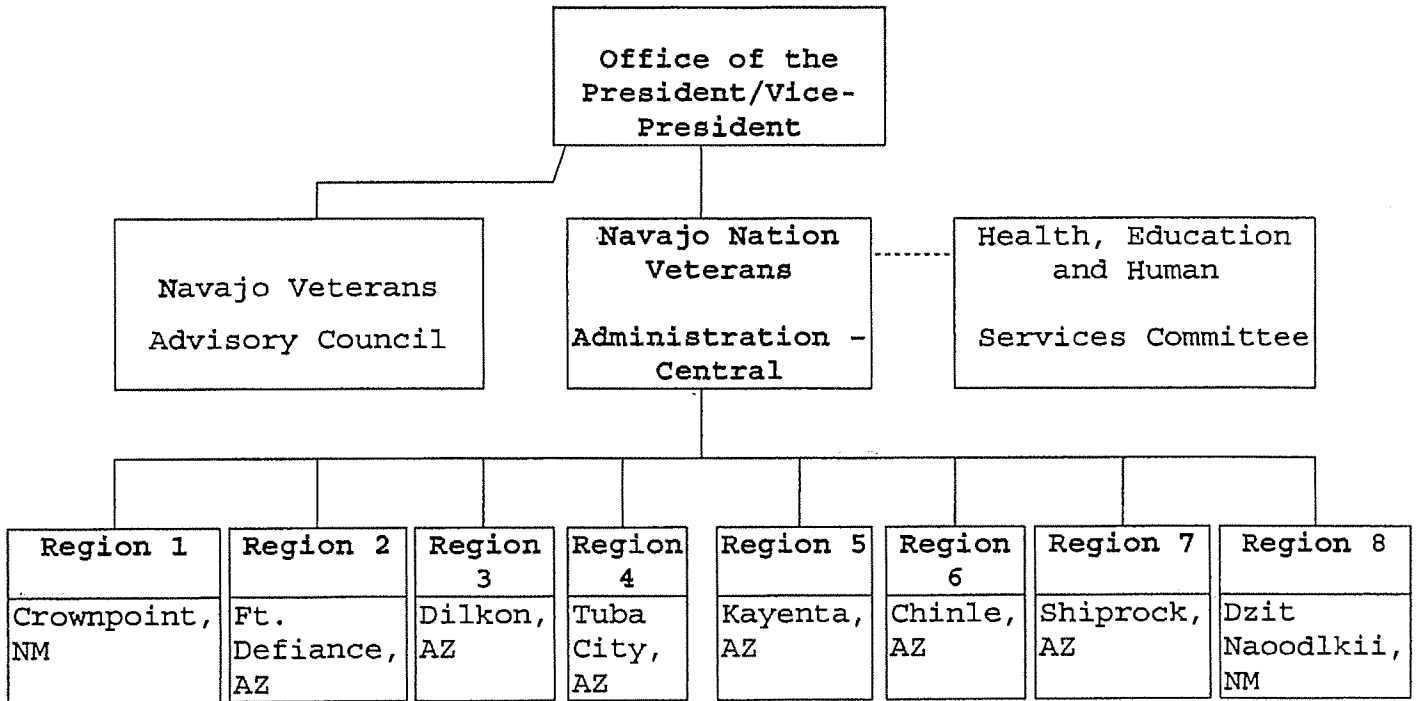 Office of the
President/Vice-
President
Navajo Veterans
Advisory Council
Navajo Nation
Veterans
Administration -
Central
Health, Education
and Human
Services Committee
Region 1
Crownpoint,
NM
Region 2
Ft.
Defiance,
AZ
Region
3
Dilkon,
AZ
Region
4
Tuba
City,
AZ
Region 5
Kayenta,
AZ
Region
6
Chinle,
AZ
Region 7
Shiprock,
AZ
Region 8
Dzit
Naoodlkii,
NM